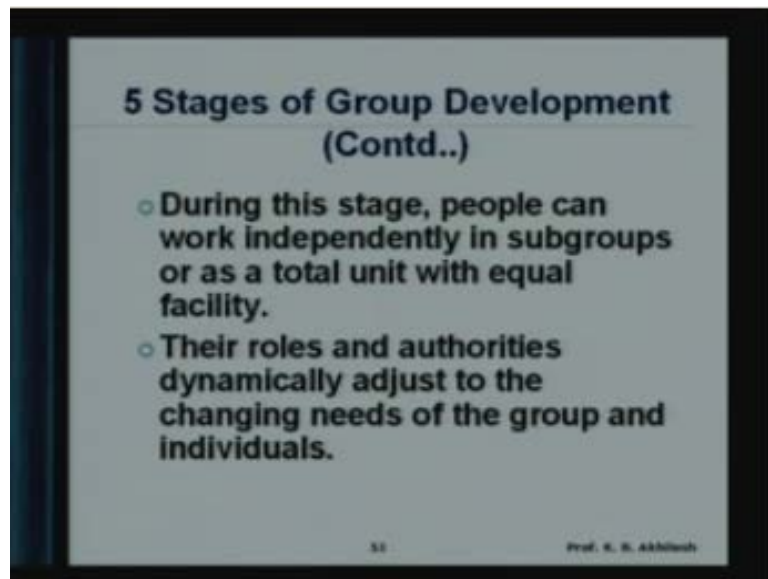 5 Stages of Group Development
(Contd..)
During this stage, people can
work independently in subgroups
or as a total unit with equal
facility.
Their roles and authorities
dynamically adjust to the
changing needs of the group and
individuals.
Prof. K. B. Akhilesh